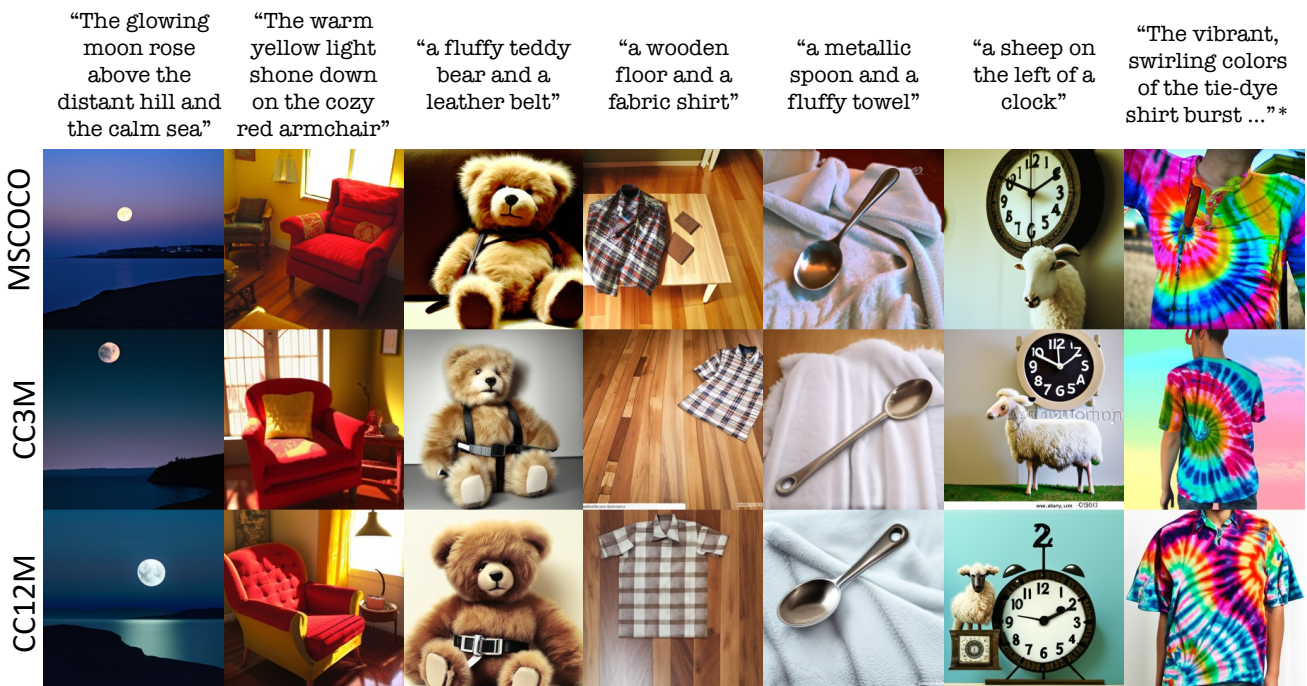 “The glowing
moon rose
above the
distant hill and
the calm sea”
“The warm
yellow light
shone down
on the cozy
red armchair”
“a fluffy teddy
bear and a
leather belt”
“a wooden
floor and a
fabric shirt”
“a metallic
spoon and a
fluffy towel”
“a sheep on
the left of a
clock”
“The vibrant,
swirling colors
of the tie-dye
shirt burst ...”*
MSCOCO
CC3M
CC12M